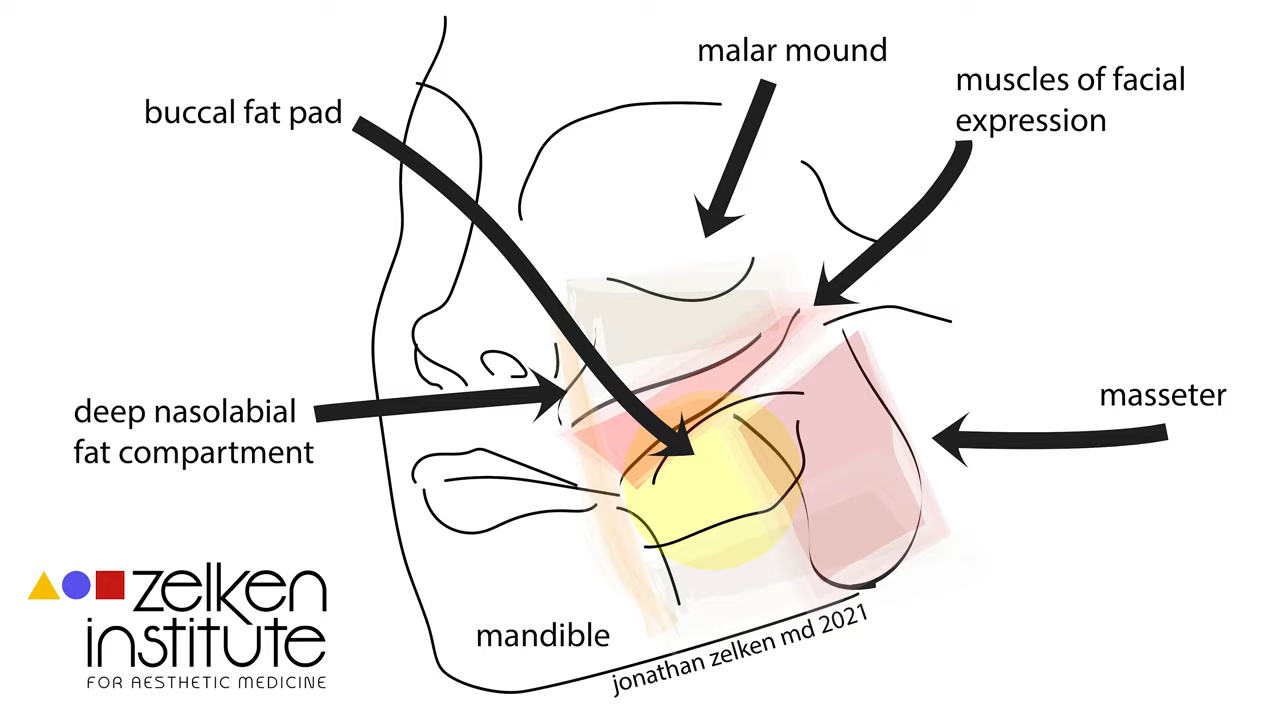 malar mound
muscles of facial
expression
buccal fat pad
deep nasolabial
fat compartment
masseter
mandible
jonathan zelken md 2021
zelken
institute
FOR AESTHETIC MEDICINE